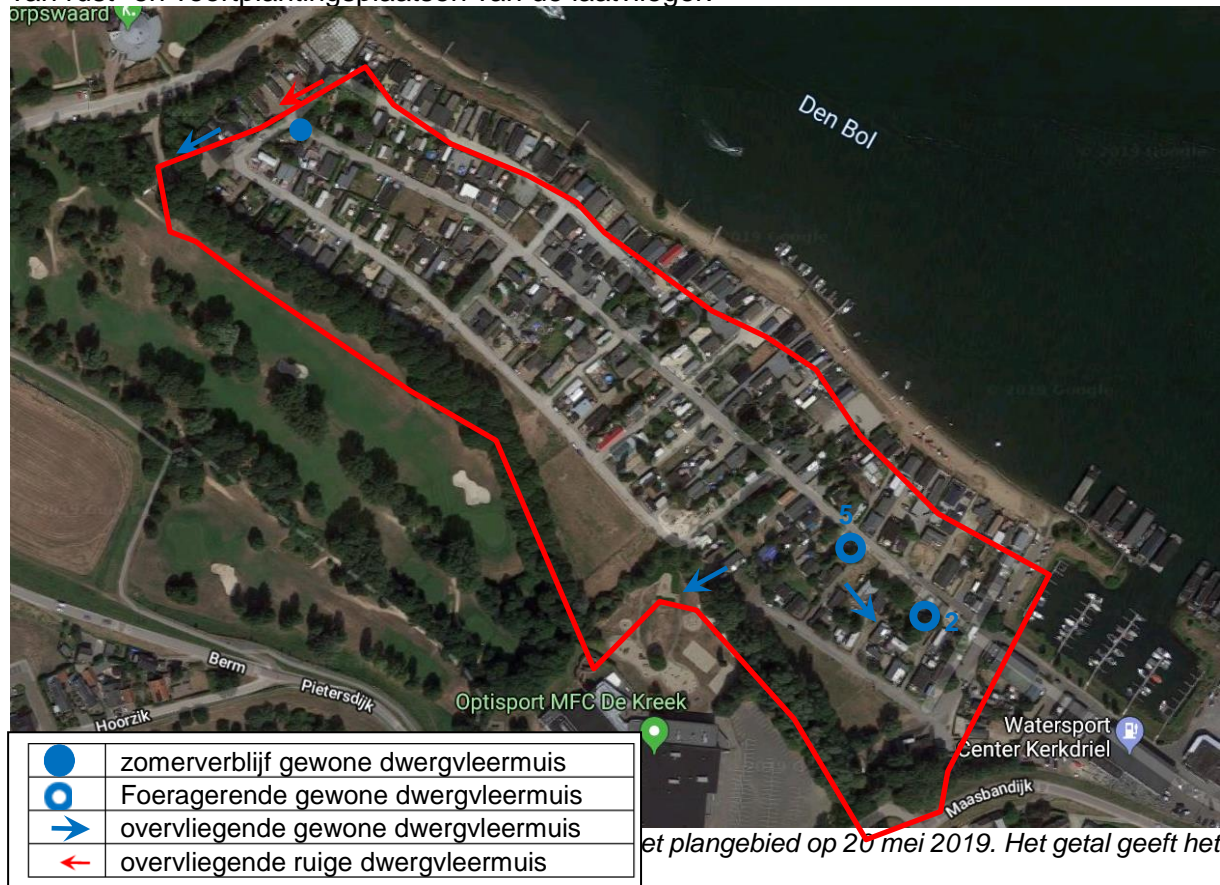 orpswaard
Den Bol
© 2019 Google
5
2
Berm
Pietersdijk
Hoorzik
Optisport MFC De Kreek
Watersport
Center Kerkdriel
Maasbandijk
zomerverblijf gewone dwergvleermuis
Foeragerende gewone dwergvleermuis
overvliegende gewone dwergvleermuis
overvliegende ruige dwergvleermuis
et plangebied op 20 mei 2019. Het getal geeft het